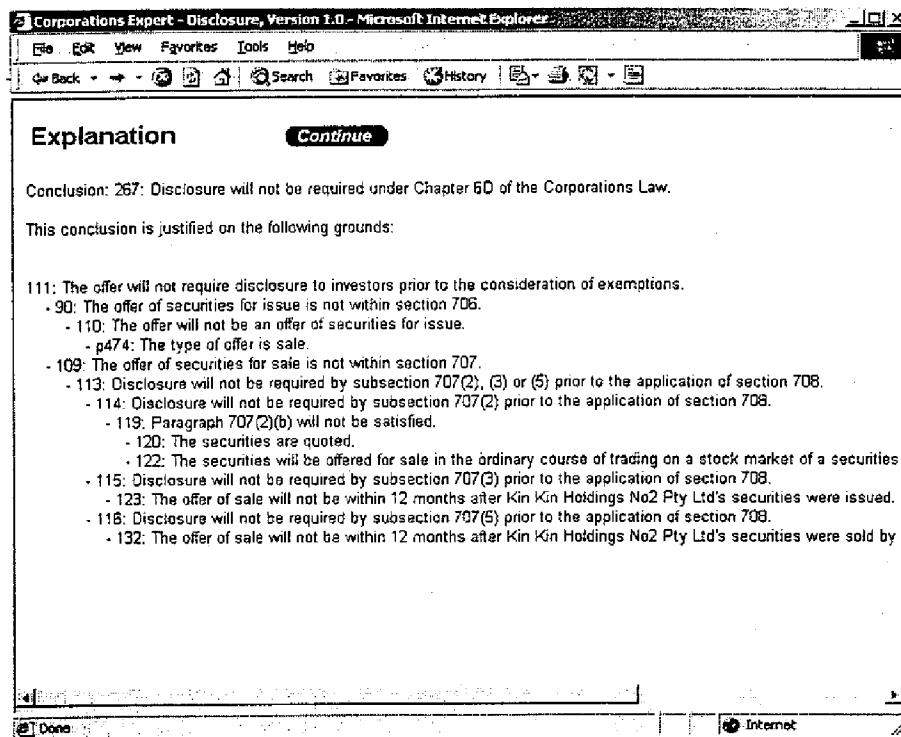 Corporations Expert - Disclosure, Version 1.0 - Microsoft Internet Explorer
File Edit View Favorites Tools Help
Back Search Favorites History
Explanation Continue
Conclusion: 267: Disclosure will not be required under Chapter 6D of the Corporations Law.
This conclusion is justified on the following grounds:
111: The offer will not require disclosure to investors prior to the consideration of exemptions.
- 90: The offer of securities for issue is not within section 706.
- 110: The offer will not be an offer of securities for issue.
- p474: The type of offer is sale.
- 109: The offer of securities for sale is not within section 707.
- 113: Disclosure will not be required by subsection 707(2), (3) or (5) prior to the application of section 708.
- 114: Disclosure will not be required by subsection 707(2) prior to the application of section 708.
- 119: Paragraph 707(2)(b) will not be satisfied.
- 120: The securities are quoted.
- 122: The securities will be offered for sale in the ordinary course of trading on a stock market of a securities
- 115: Disclosure will not be required by subsection 707(3) prior to the application of section 708.
- 123: The offer of sale will not be within 12 months after Kin Kin Holdings No2 Pty Ltd's securities were issued.
- 116: Disclosure will not be required by subsection 707(5) prior to the application of section 708.
- 132: The offer of sale will not be within 12 months after Kin Kin Holdings No2 Pty Ltd's securities were sold by
Done Internet